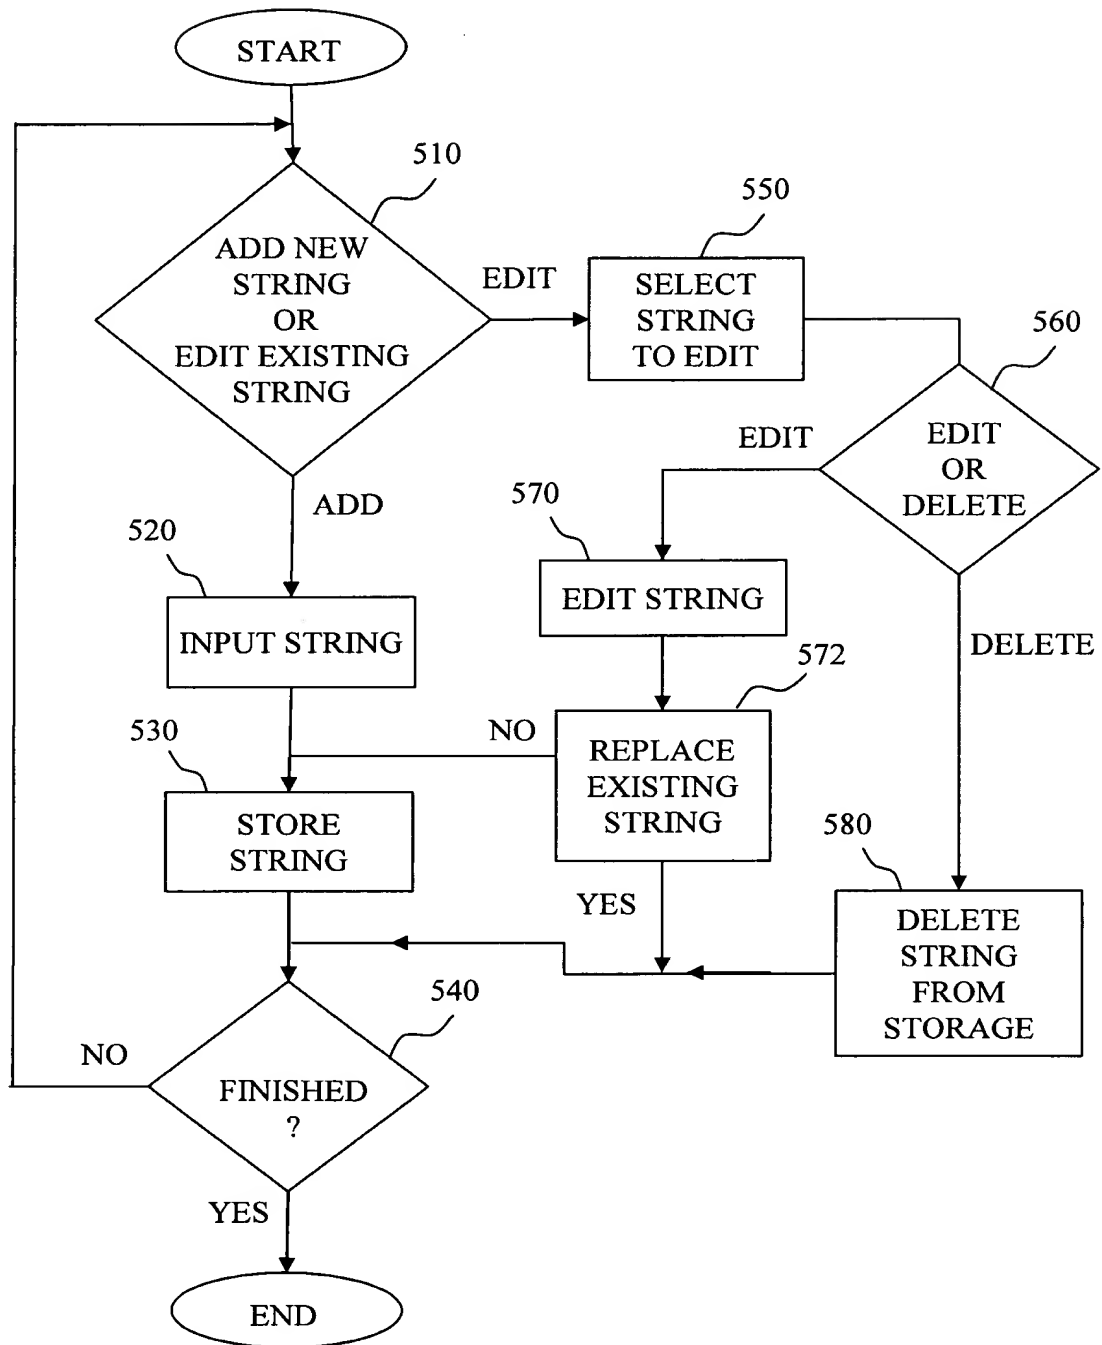 START
510
ADD NEW
STRING
OR
EDIT EXISTING
STRING
EDIT
550
SELECT
STRING
TO EDIT
560
EDIT
OR
DELETE
EDIT
ADD
570
EDIT STRING
520
INPUT STRING
DELETE
572
REPLACE
EXISTING
STRING
NO
530
STORE
STRING
YES
580
DELETE
STRING
FROM
STORAGE
540
FINISHED
?
NO
YES
END